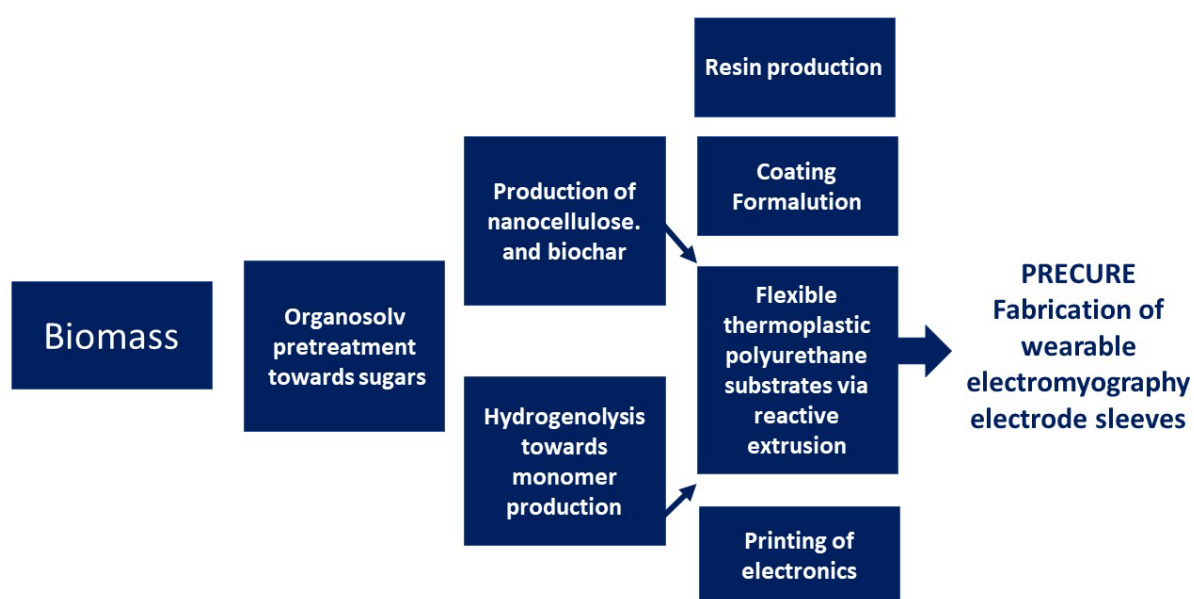 Biomass
Organosolv
pretreatment
towards sugars
Production of
nanocellulose.
and biochar
Hydrogenolysis
towards
monomer
production
Resin production
Coating
Formalution
Flexible
thermoplastic
polyurethane
substrates via
reactive
extrusion
Printing of
electronics
PRECURE
Fabrication of
wearable
electromyography
electrode sleeves